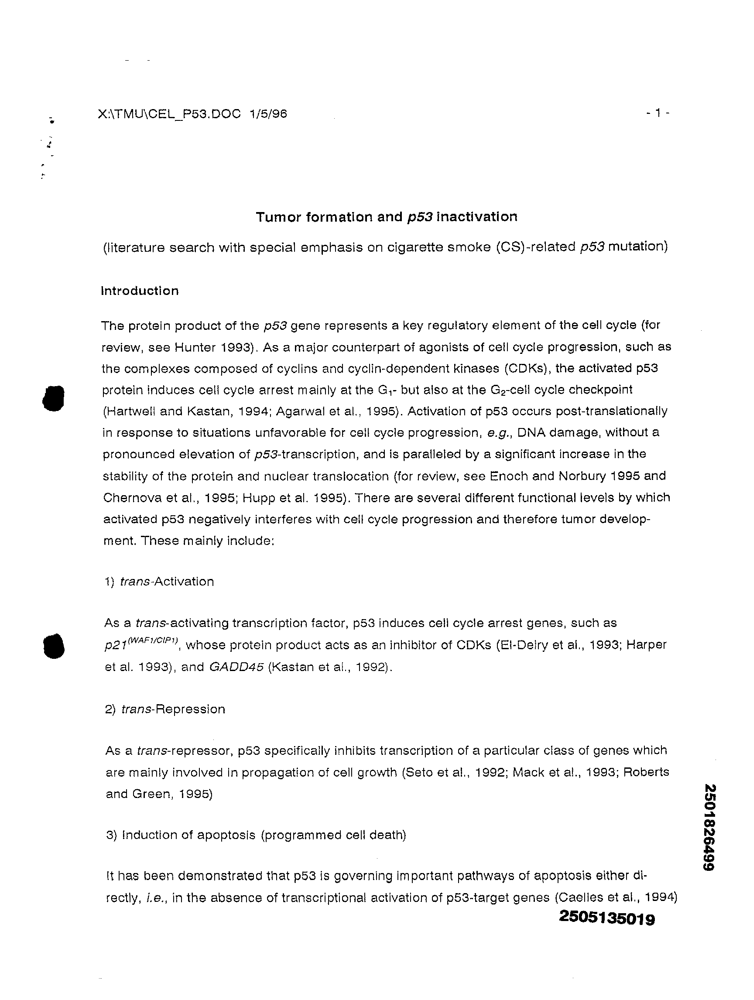 X:\TMU\CEL_P53.DOC 1/5/96 - 1 -
Tumor formation and p53 inactivation
(literature search with special emphasis on cigarette smoke (CS)-related p53 mutation)
Introduction
The protein product of the p53 gene represents a key regulatory element of the cell cycle (for
review, see Hunter 1993). As a major counterpart of agonists of cell cycle progression, such as
the complexes composed of cyclins and cyclin-dependent kinases (CDKs), the activated p53
protein induces cell cycle arrest mainly at the G₁- but also at the G₂-cell cycle checkpoint
(Hartwell and Kastan, 1994; Agarwal et al., 1995). Activation of p53 occurs post-translationally
in response to situations unfavorable for cell cycle progression, e.g., DNA damage, without a
pronounced elevation of p53-transcription, and is paralleled by a significant increase in the
stability of the protein and nuclear translocation (for review, see Enoch and Norbury 1995 and
Chernova et al., 1995; Hupp et al. 1995). There are several different functional levels by which
activated p53 negatively interferes with cell cycle progression and therefore tumor develop-
ment. These mainly include:
1) trans-Activation
As a trans-activating transcription factor, p53 induces cell cycle arrest genes, such as
p21(WAF1/CIP1), whose protein product acts as an inhibitor of CDKs (El-Deiry et al., 1993; Harper
et al. 1993), and GADD45 (Kastan et al., 1992).
2) trans-Repression
As a trans-repressor, p53 specifically inhibits transcription of a particular class of genes which
are mainly involved in propagation of cell growth (Seto et al., 1992; Mack et al., 1993; Roberts
and Green, 1995)
3) Induction of apoptosis (programmed cell death)
It has been demonstrated that p53 is governing important pathways of apoptosis either di-
rectly, i.e., in the absence of transcriptional activation of p53-target genes (Caelles et al., 1994)
2505135019
2501826499